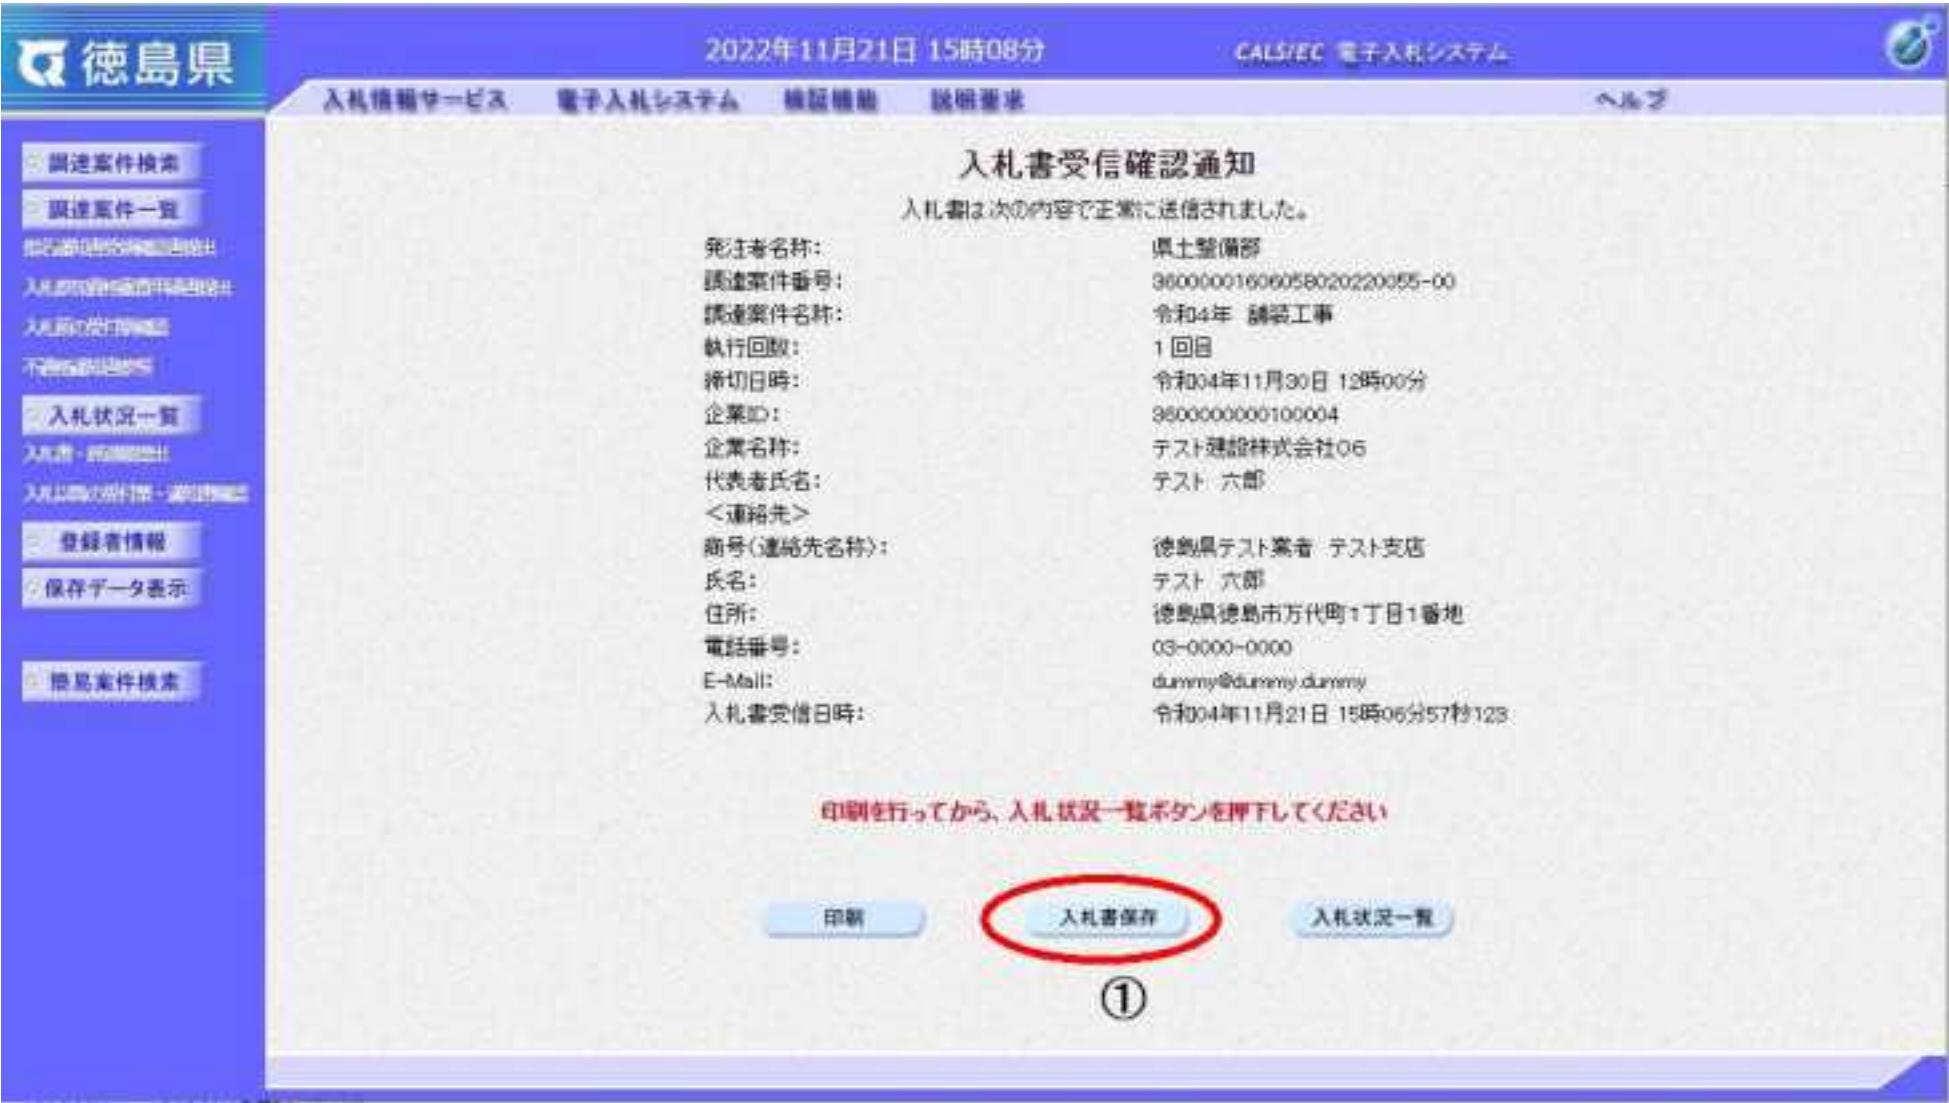 徳島県
2022年11月21日 15時08分
CALS/EC 電子入札システム
入札情報サービス 電子入札システム 検証機能 説明要求 ヘルプ
調達案件検索
調達案件一覧
入札状況一覧
登録者情報
保存データ表示
簡易案件検索
入札書受信確認通知
入札書は次の内容で正常に送信されました。
発注者名称: 県土整備部
調達案件番号: 3600000160605802022​0055-00
調達案件名称: 令和4年 舗装工事
執行回数: 1回目
締切日時: 令和04年11月30日 12時00分
企業ID: 3600000000100004
企業名称: テスト建設株式会社06
代表者氏名: テスト 六郎
<連絡先>
商号(連絡先名称): 徳島県テスト業者 テスト支店
氏名: テスト 六郎
住所: 徳島県徳島市万代町1丁目1番地
電話番号: 03-0000-0000
E-Mail: dummy@dummy.dummy
入札書受信日時: 令和04年11月21日 15時06分57秒123
印刷を行ってから、入札状況一覧ボタンを押下してください
印刷 入札書保存 入札状況一覧
①